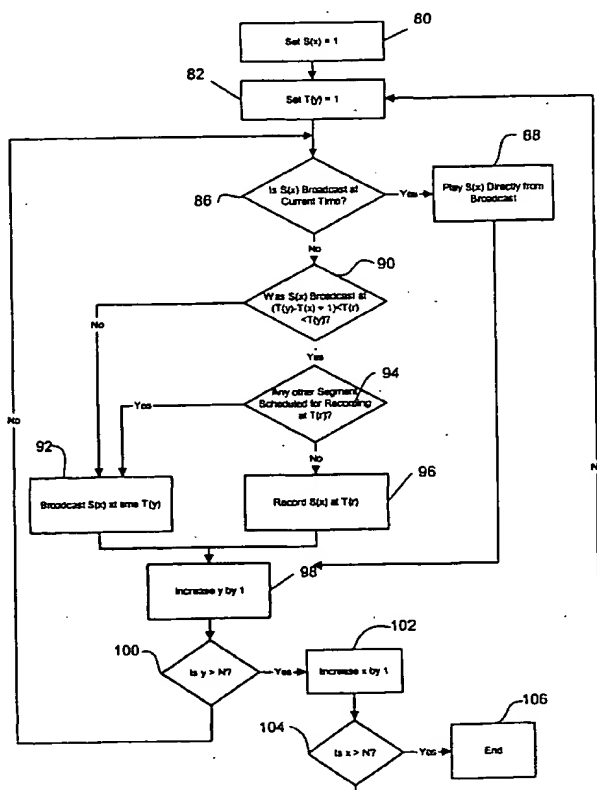 80
Set S(x) = 1
82
Set T(y) = 1
88
86
Is S(x) Broadcast at
Current Time?
Yes
Play S(x) Directly from
Broadcast
No
90
Was S(x) Broadcast at
(T(y)-T(x) + 1)<T(r)
<T(y)?
No
Yes
94
Any other Segment
Scheduled for Recording
at T(r)?
Yes
No
No
92
Broadcast S(x) at time T(y)
96
Record S(x) at T(r)
98
Increase y by 1
102
100
Is y > N?
Yes
Increase x by 1
106
104
Is x > N?
Yes
End